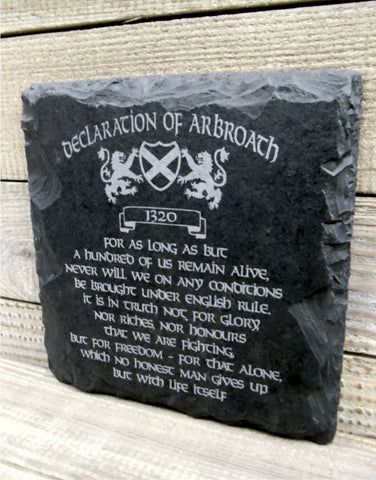 Declaration of Arbroath
1320
for as long as but
a hundred of us remain alive,
never will we on any conditions
be brought under english rule.
it is in truth not for glory,
nor riches, nor honours
that we are fighting,
but for freedom - for that alone,
which no honest man gives up
but with life itself